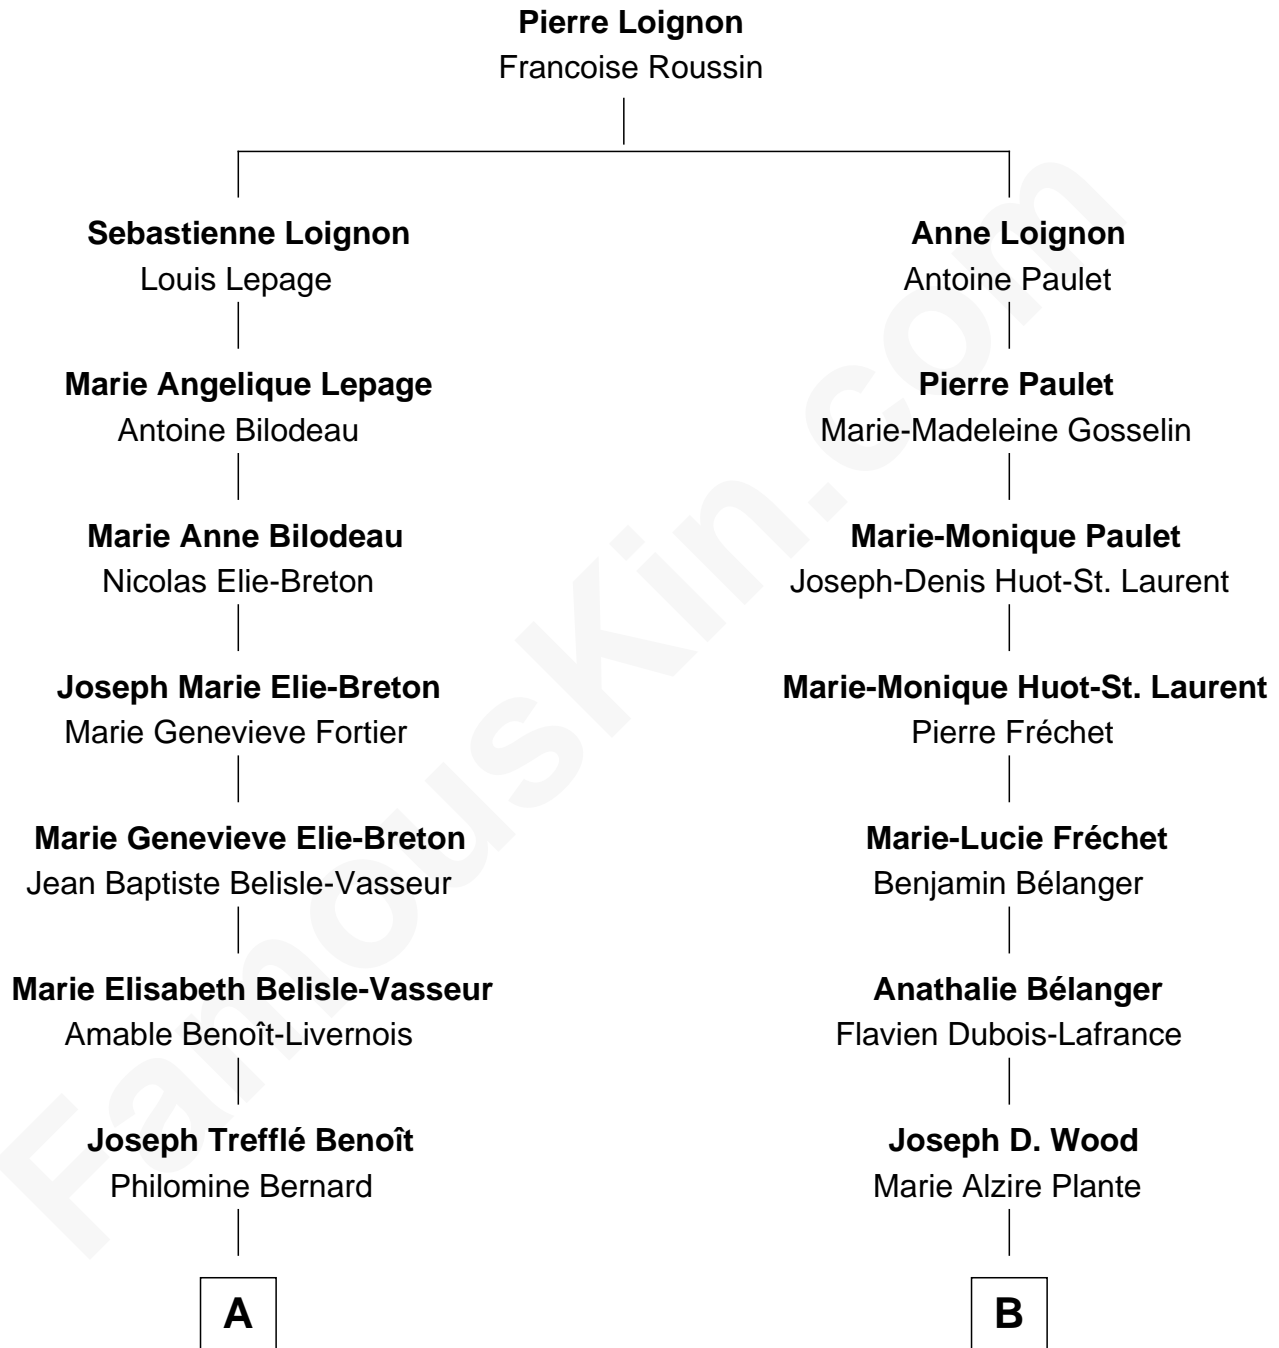 Pierre Loignon
Francoise Roussin
Sebastienne Loignon
Louis Lepage
Marie Angelique Lepage
Antoine Bilodeau
Marie Anne Bilodeau
Nicolas Elie-Breton
Joseph Marie Elie-Breton
Marie Genevieve Fortier
Marie Genevieve Elie-Breton
Jean Baptiste Belisle-Vasseur
Marie Elisabeth Belisle-Vasseur
Amable Benoît-Livernois
Joseph Trefflé Benoît
Philomine Bernard
A
Anne Loignon
Antoine Paulet
Pierre Paulet
Marie-Madeleine Gosselin
Marie-Monique Paulet
Joseph-Denis Huot-St. Laurent
Marie-Monique Huot-St. Laurent
Pierre Fréchet
Marie-Lucie Fréchet
Benjamin Bélanger
Anathalie Bélanger
Flavien Dubois-Lafrance
Joseph D. Wood
Marie Alzire Plante
B
FamousKin.com